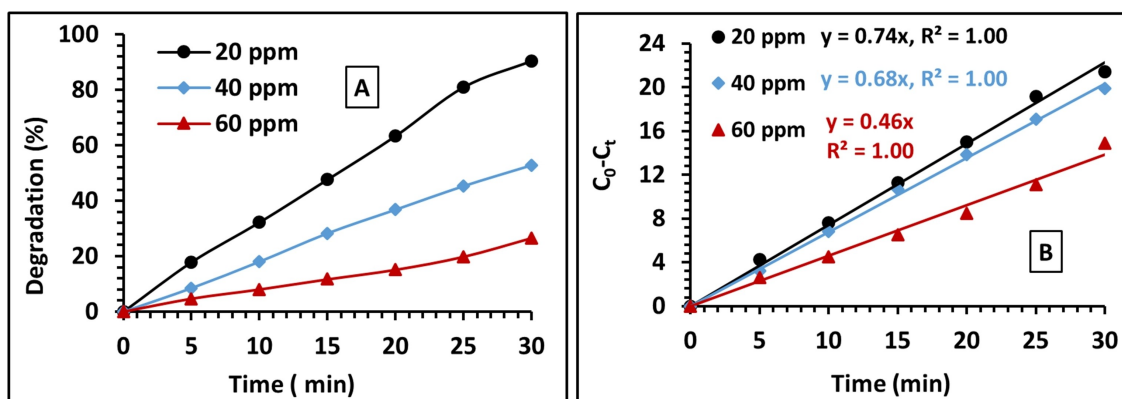 100
80
60
40
20
0
Degradation (%)
20 ppm
40 ppm
60 ppm
A
0 5 10 15 20 25 30
Time ( min)
24
20
16
12
8
4
0
C₀-Cₜ
20 ppm y = 0.74x, R² = 1.00
40 ppm y = 0.68x, R² = 1.00
60 ppm y = 0.46x
R² = 1.00
B
0 5 10 15 20 25 30
Time (min)